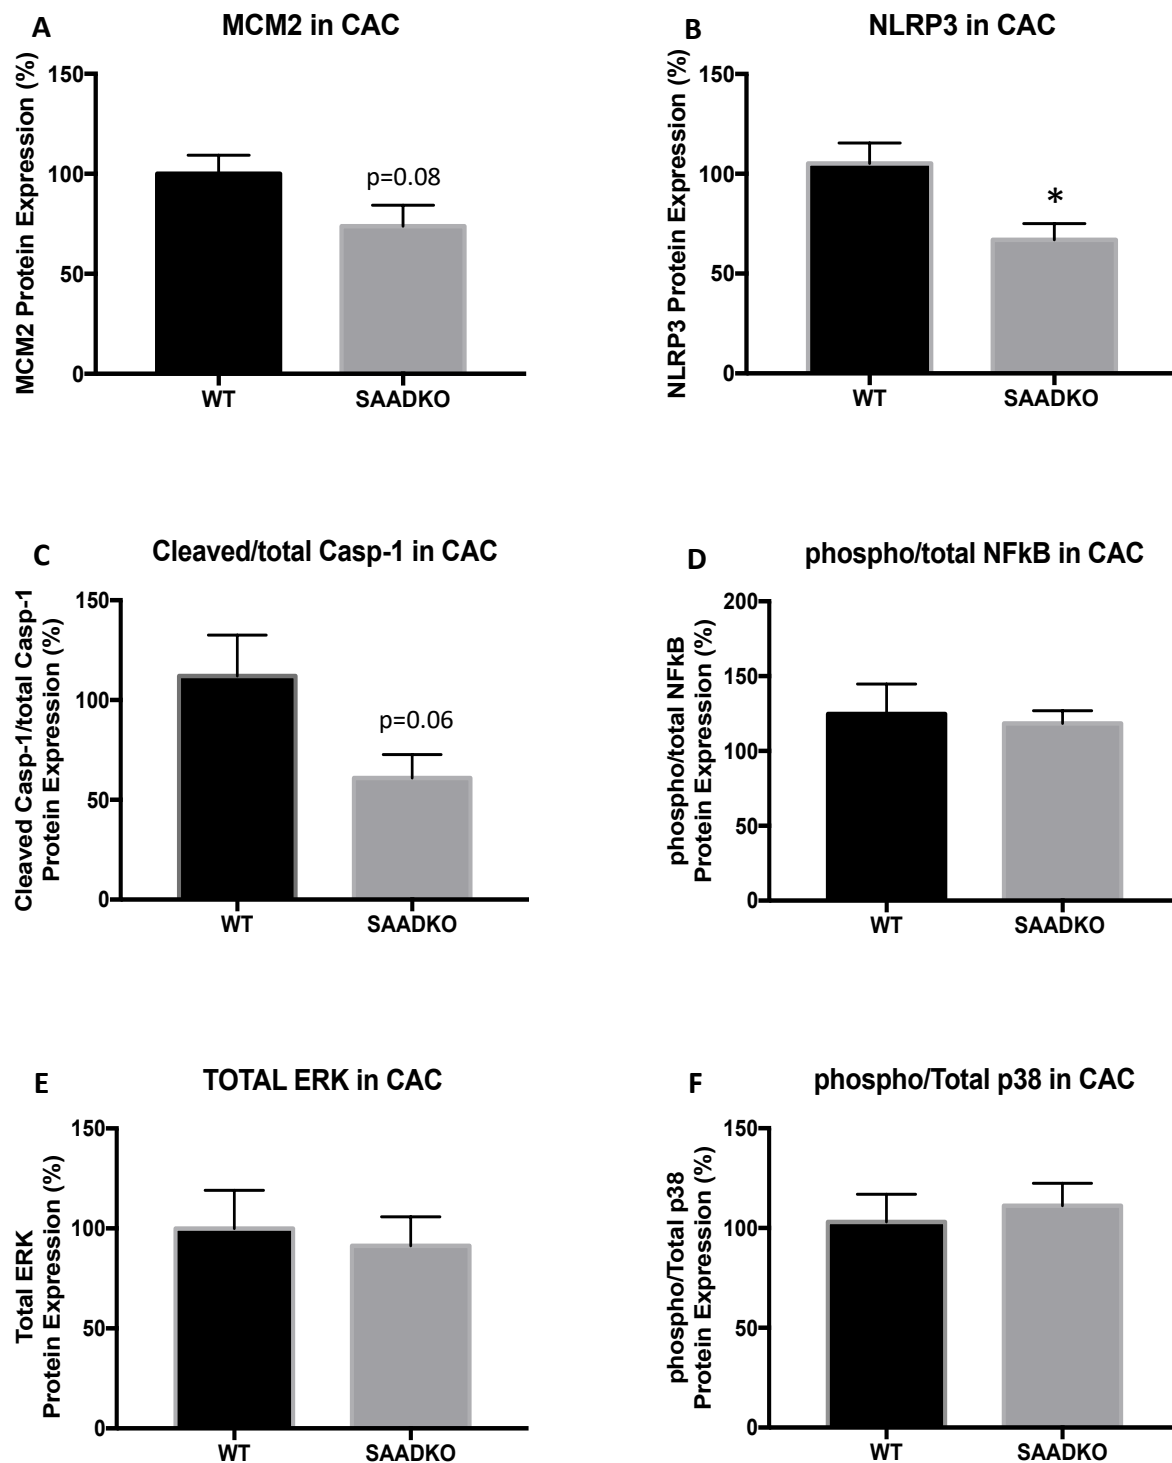 A
MCM2 in CAC
MCM2 Protein Expression (%)
150
100
50
0
p=0.08
WT
SAADKO
B
NLRP3 in CAC
NLRP3 Protein Expression (%)
150
100
50
0
*
WT
SAADKO
C
Cleaved/total Casp-1 in CAC
Cleaved Casp-1/total Casp-1
Protein Expression (%)
150
100
50
0
p=0.06
WT
SAADKO
D
phospho/total NFkB in CAC
phospho/total NFkB
Protein Expression (%)
200
150
100
50
0
WT
SAADKO
E
TOTAL ERK in CAC
Total ERK
Protein Expression (%)
150
100
50
0
WT
SAADKO
F
phospho/Total p38 in CAC
phospho/Total p38
Protein Expression (%)
150
100
50
0
WT
SAADKO